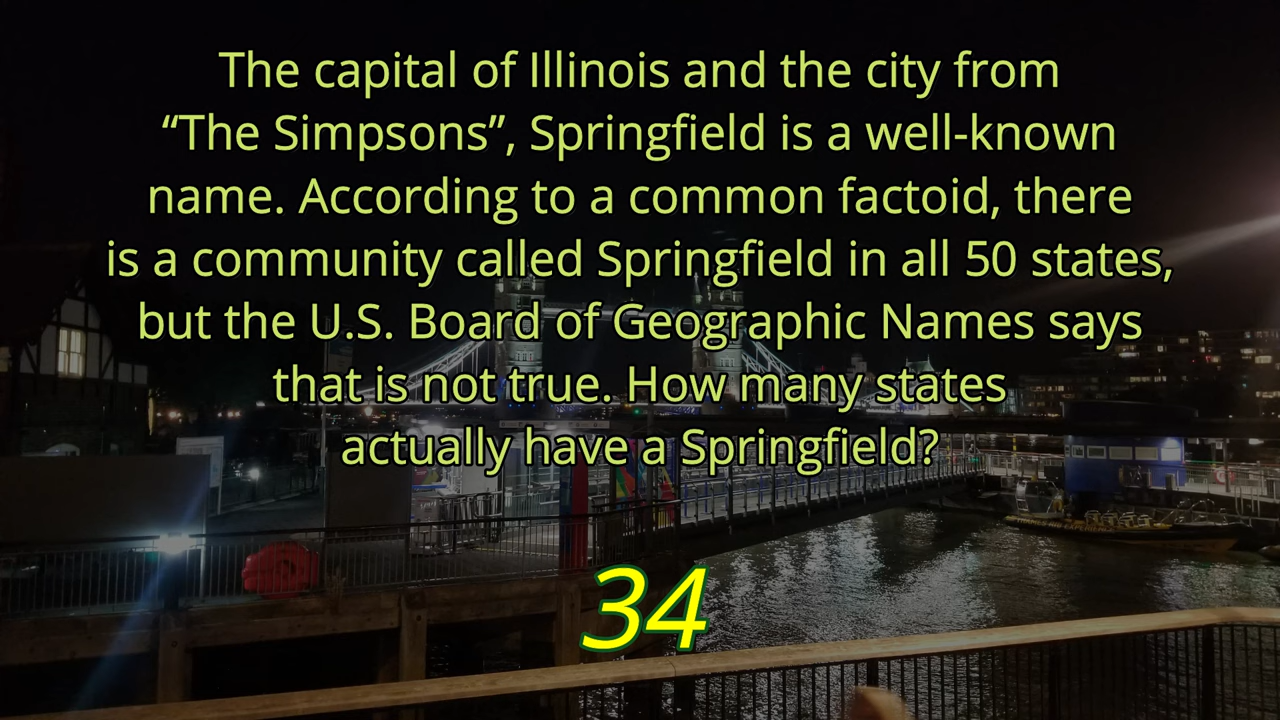 The capital of Illinois and the city from
“The Simpsons”, Springfield is a well-known
name. According to a common factoid, there
is a community called Springfield in all 50 states,
but the U.S. Board of Geographic Names says
that is not true. How many states
actually have a Springfield?
34